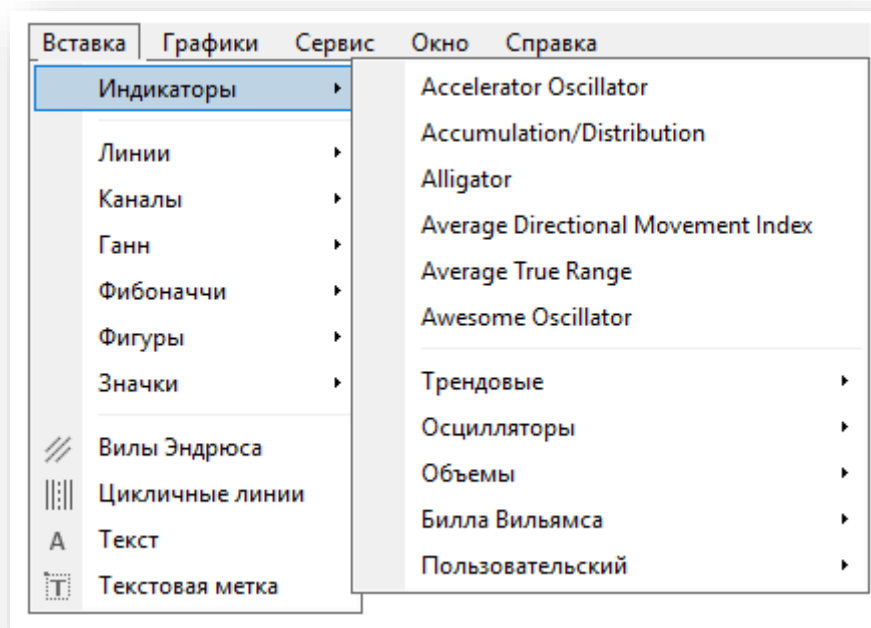 Вставка Графики Сервис Окно Справка
Индикаторы
Линии
Каналы
Ганн
Фибоначчи
Фигуры
Значки
Вилы Эндрюса
Цикличные линии
A Текст
T Текстовая метка
Accelerator Oscillator
Accumulation/Distribution
Alligator
Average Directional Movement Index
Average True Range
Awesome Oscillator
Трендовые
Осцилляторы
Объемы
Билла Вильямса
Пользовательский